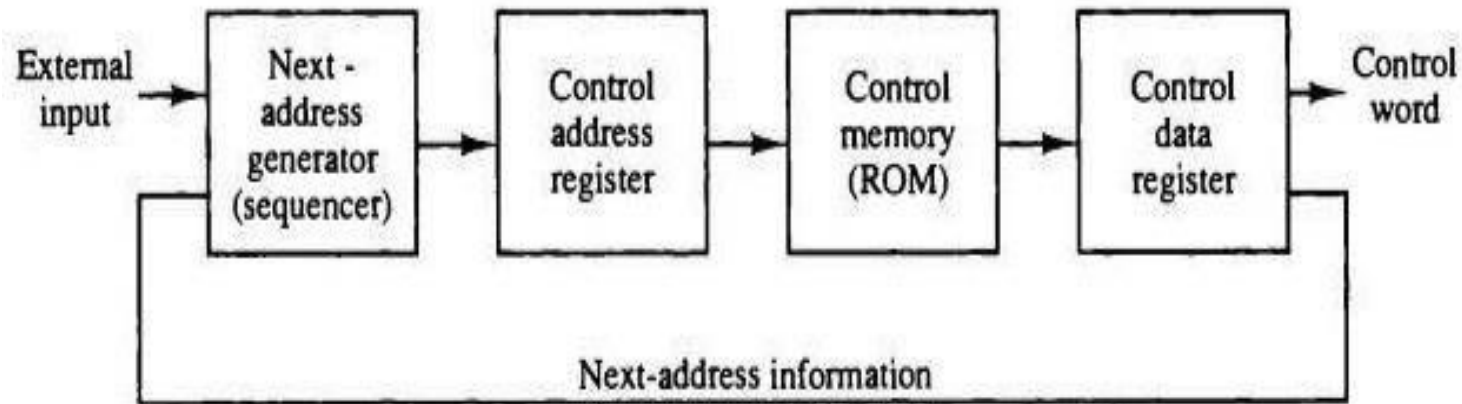 External
input
Next -
address
generator
(sequencer)
Control
address
register
Control
memory
(ROM)
Control
data
register
Control
word
Next-address information